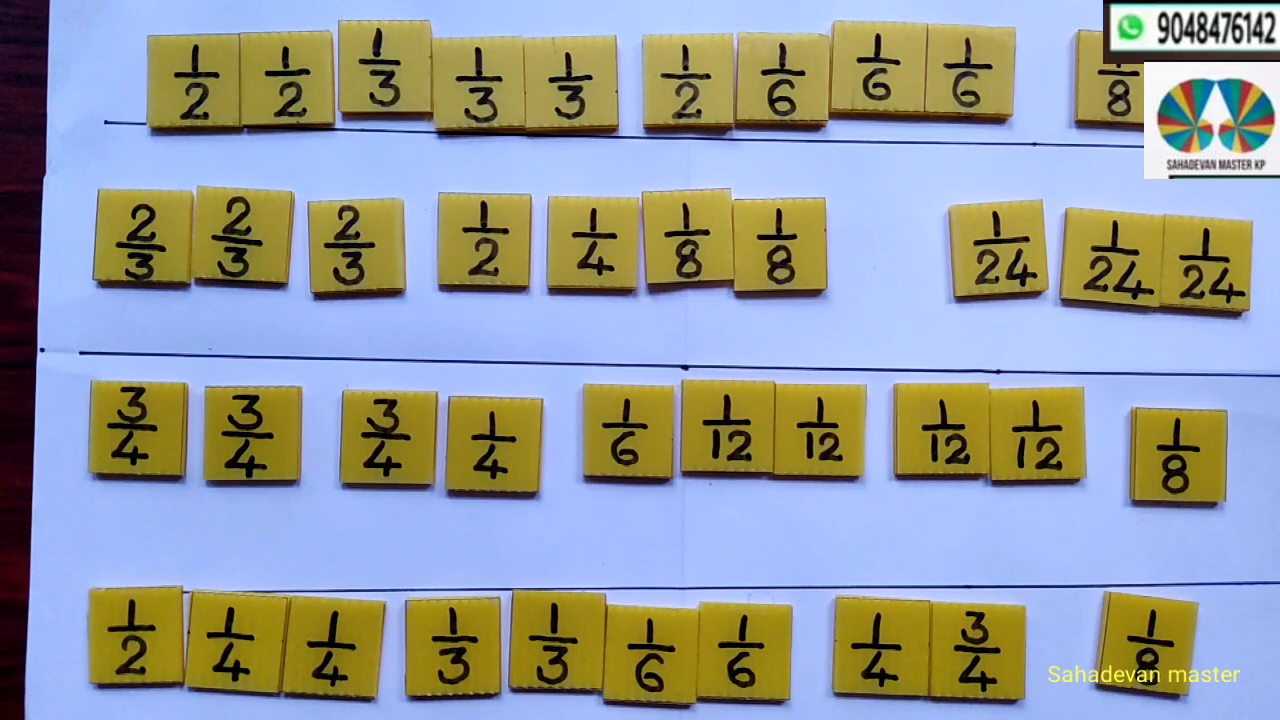 9048476142
1/2 1/2 1/3 1/3 1/3 1/2 1/6 1/6 1/6 1/8
SAHADEVAN MASTER KP
2/3 2/3 2/3 1/2 1/4 1/8 1/8 1/24 1/24 1/24
3/4 3/4 3/4 1/4 1/6 1/12 1/12 1/12 1/12 1/8
1/2 1/4 1/4 1/3 1/3 1/6 1/6 1/4 3/4 1/8
Sahadevan master